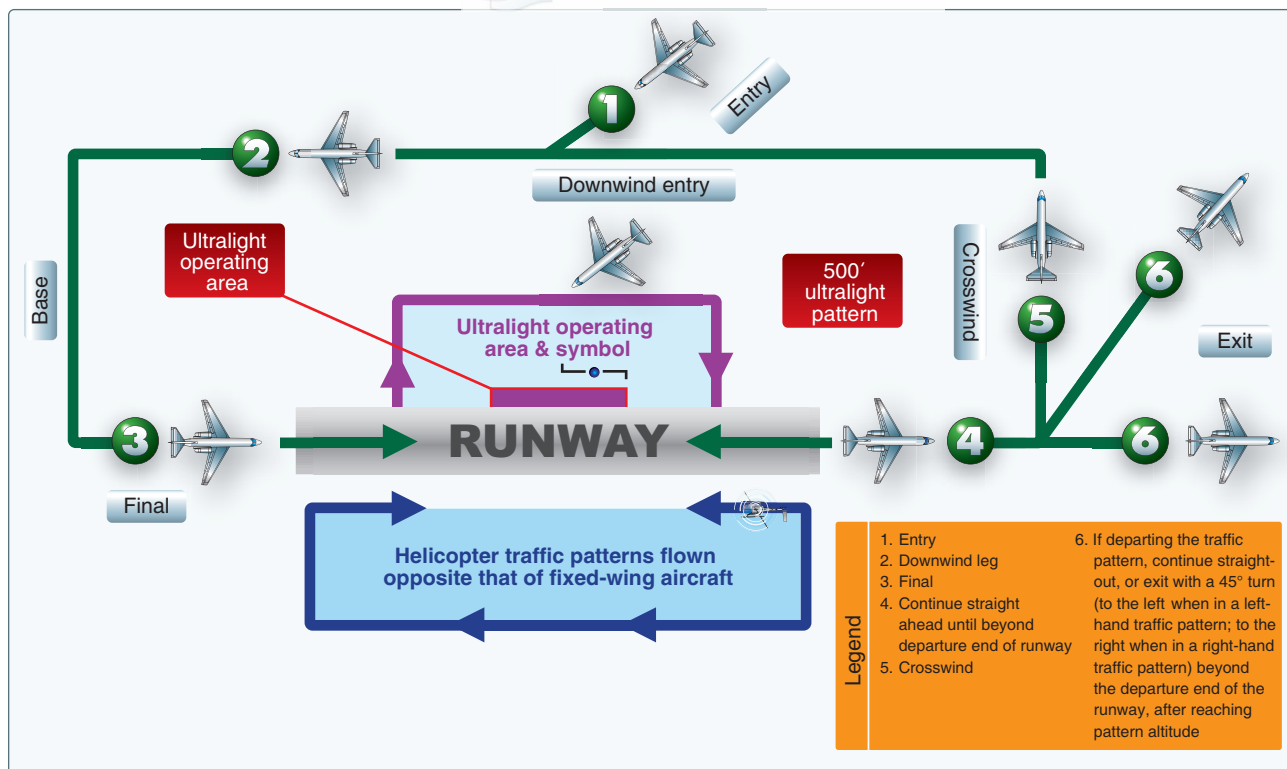 1
Entry
2
Downwind entry
Ultralight
operating
area
500′
ultralight
pattern
6
Crosswind
5
Base
Ultralight operating
area & symbol
Exit
3
RUNWAY
4
6
Final
Helicopter traffic patterns flown
opposite that of fixed-wing aircraft
Legend
1. Entry
2. Downwind leg
3. Final
4. Continue straight
ahead until beyond
departure end of runway
5. Crosswind
6. If departing the traffic
pattern, continue straight-
out, or exit with a 45° turn
(to the left when in a left-
hand traffic pattern; to the
right when in a right-hand
traffic pattern) beyond
the departure end of the
runway, after reaching
pattern altitude